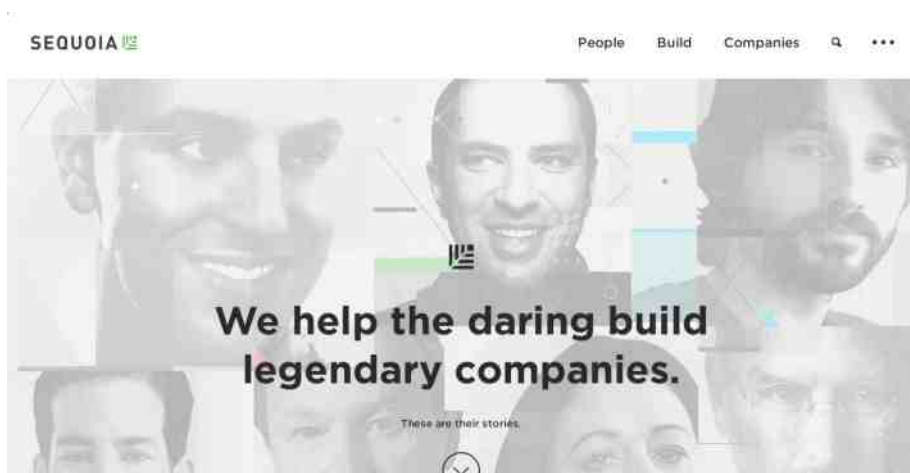 SEQUOIA
People Build Companies
We help the daring build
legendary companies.
These are their stories.